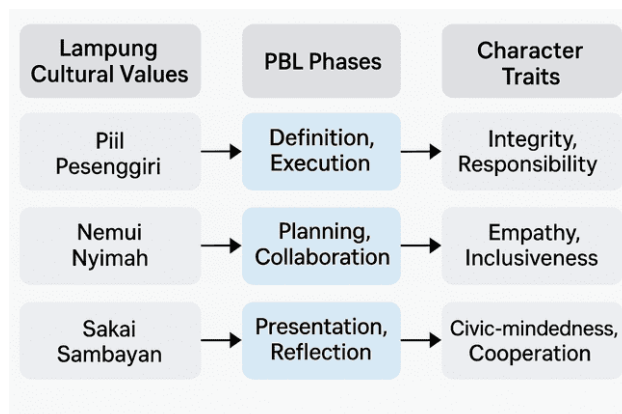 Lampung
Cultural Values
PBL Phases
Character
Traits
Piil
Pesenggiri
Definition,
Execution
Integrity,
Responsibility
Nemui
Nyimah
Planning,
Collaboration
Empathy,
Inclusiveness
Sakai
Sambayan
Presentation,
Reflection
Civic-mindedness,
Cooperation